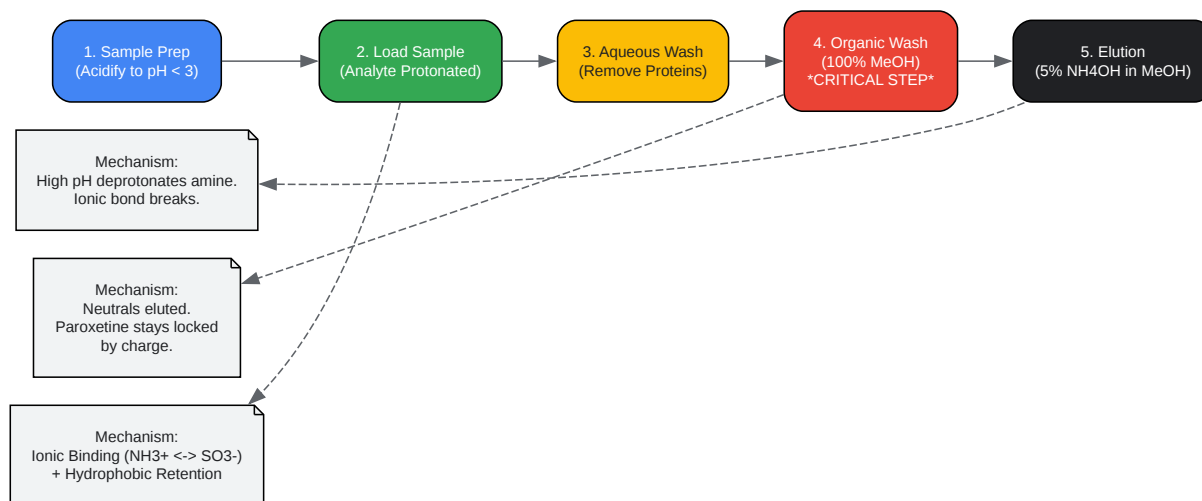 1. Sample Prep
(Acidify to pH < 3)
2. Load Sample
(Analyte Protonated)
3. Aqueous Wash
(Remove Proteins)
4. Organic Wash
(100% MeOH)
*CRITICAL STEP*
5. Elution
(5% NH4OH in MeOH)
Mechanism:
High pH deprotonates amine.
Ionic bond breaks.
Mechanism:
Neutrals eluted.
Paroxetine stays locked
by charge.
Mechanism:
Ionic Binding (NH3+ <-> SO3-)
+ Hydrophobic Retention